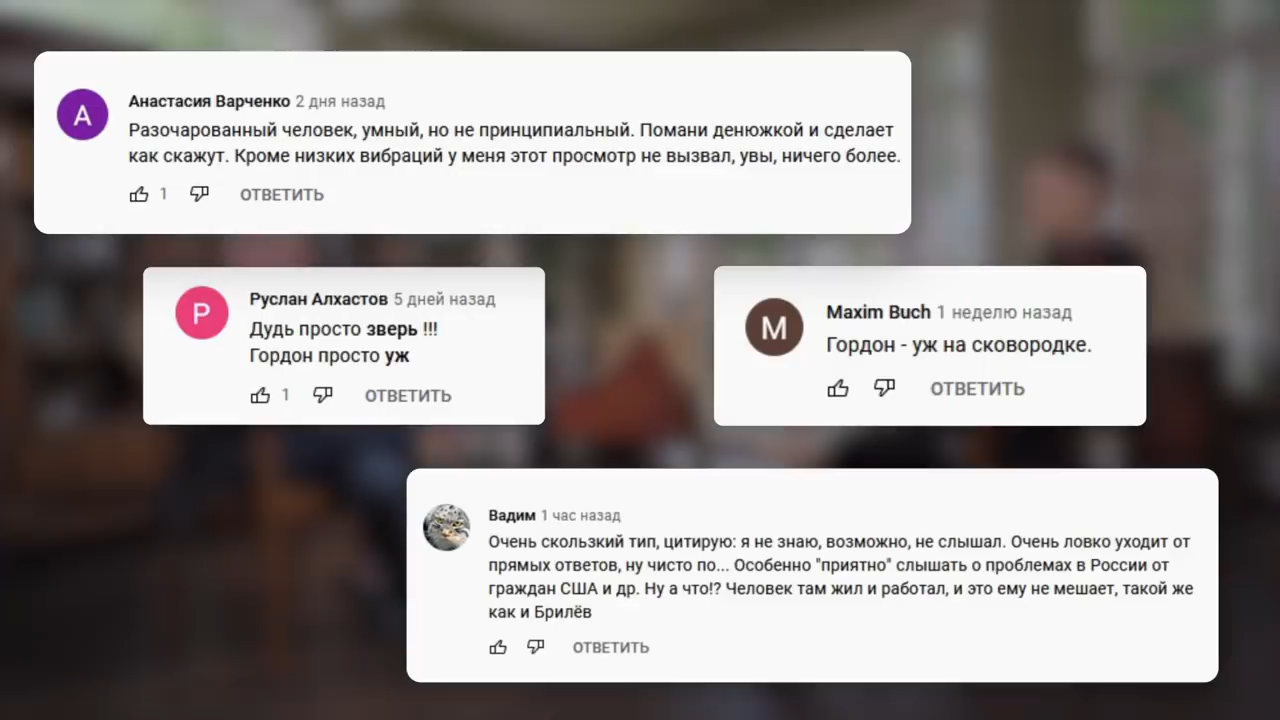 А
Анастасия Варченко 2 дня назад
Разочарованный человек, умный, но не принципиальный. Помани денюжкой и сделает
как скажут. Кроме низких вибраций у меня этот просмотр не вызвал, увы, ничего более.
1 ОТВЕТИТЬ
Р
Руслан Алхастов 5 дней назад
Дудь просто зверь !!!
Гордон просто уж
1 ОТВЕТИТЬ
M
Maxim Buch 1 неделю назад
Гордон - уж на сковородке.
ОТВЕТИТЬ
Вадим 1 час назад
Очень скользкий тип, цитирую: я не знаю, возможно, не слышал. Очень ловко уходит от
прямых ответов, ну чисто по... Особенно "приятно" слышать о проблемах в России от
граждан США и др. Ну а что!? Человек там жил и работал, и это ему не мешает, такой же
как и Брилёв
ОТВЕТИТЬ